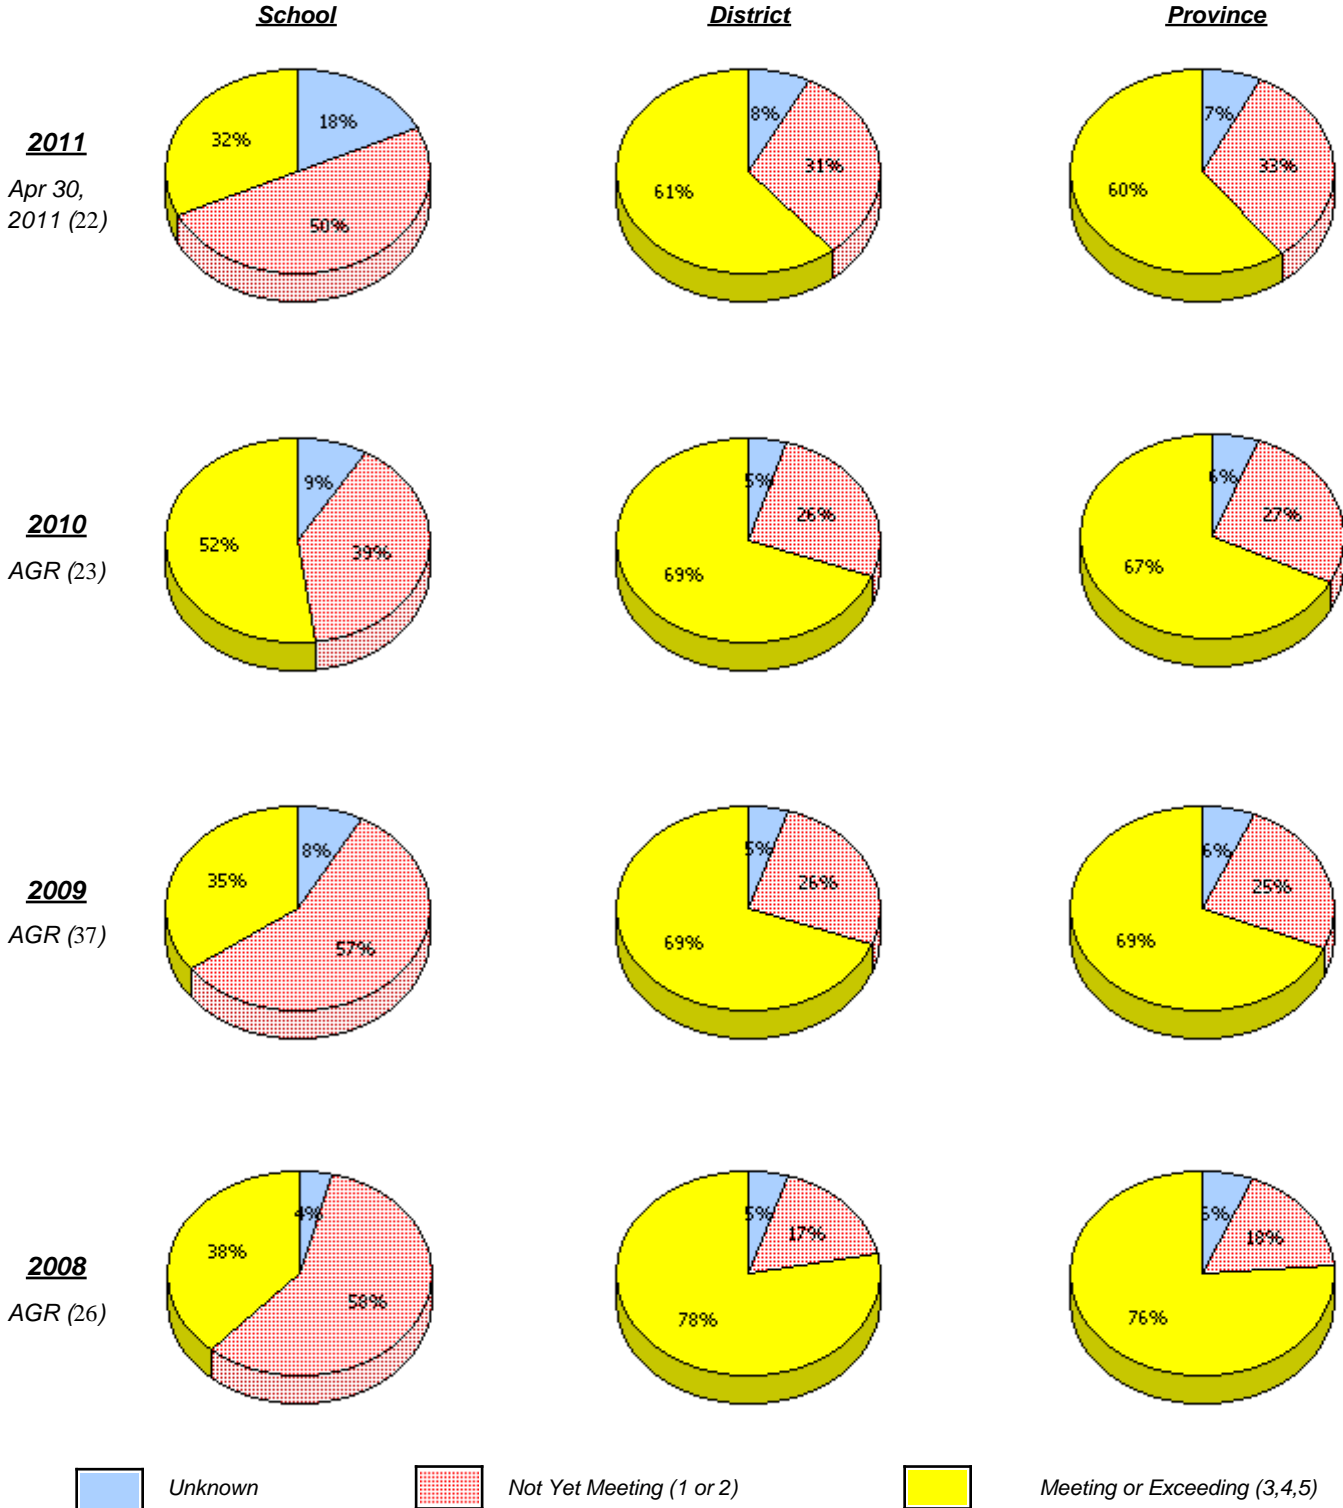 School District Province
2011
Apr 30,
2011 (22)
32% 18% 50%
61% 8% 31%
60% 7% 33%
2010
AGR (23)
52% 9% 39%
69% 5% 26%
67% 6% 27%
2009
AGR (37)
35% 8% 57%
69% 5% 26%
69% 6% 25%
2008
AGR (26)
38% 4% 58%
78% 5% 17%
76% 6% 18%
Unknown Not Yet Meeting (1 or 2) Meeting or Exceeding (3,4,5)